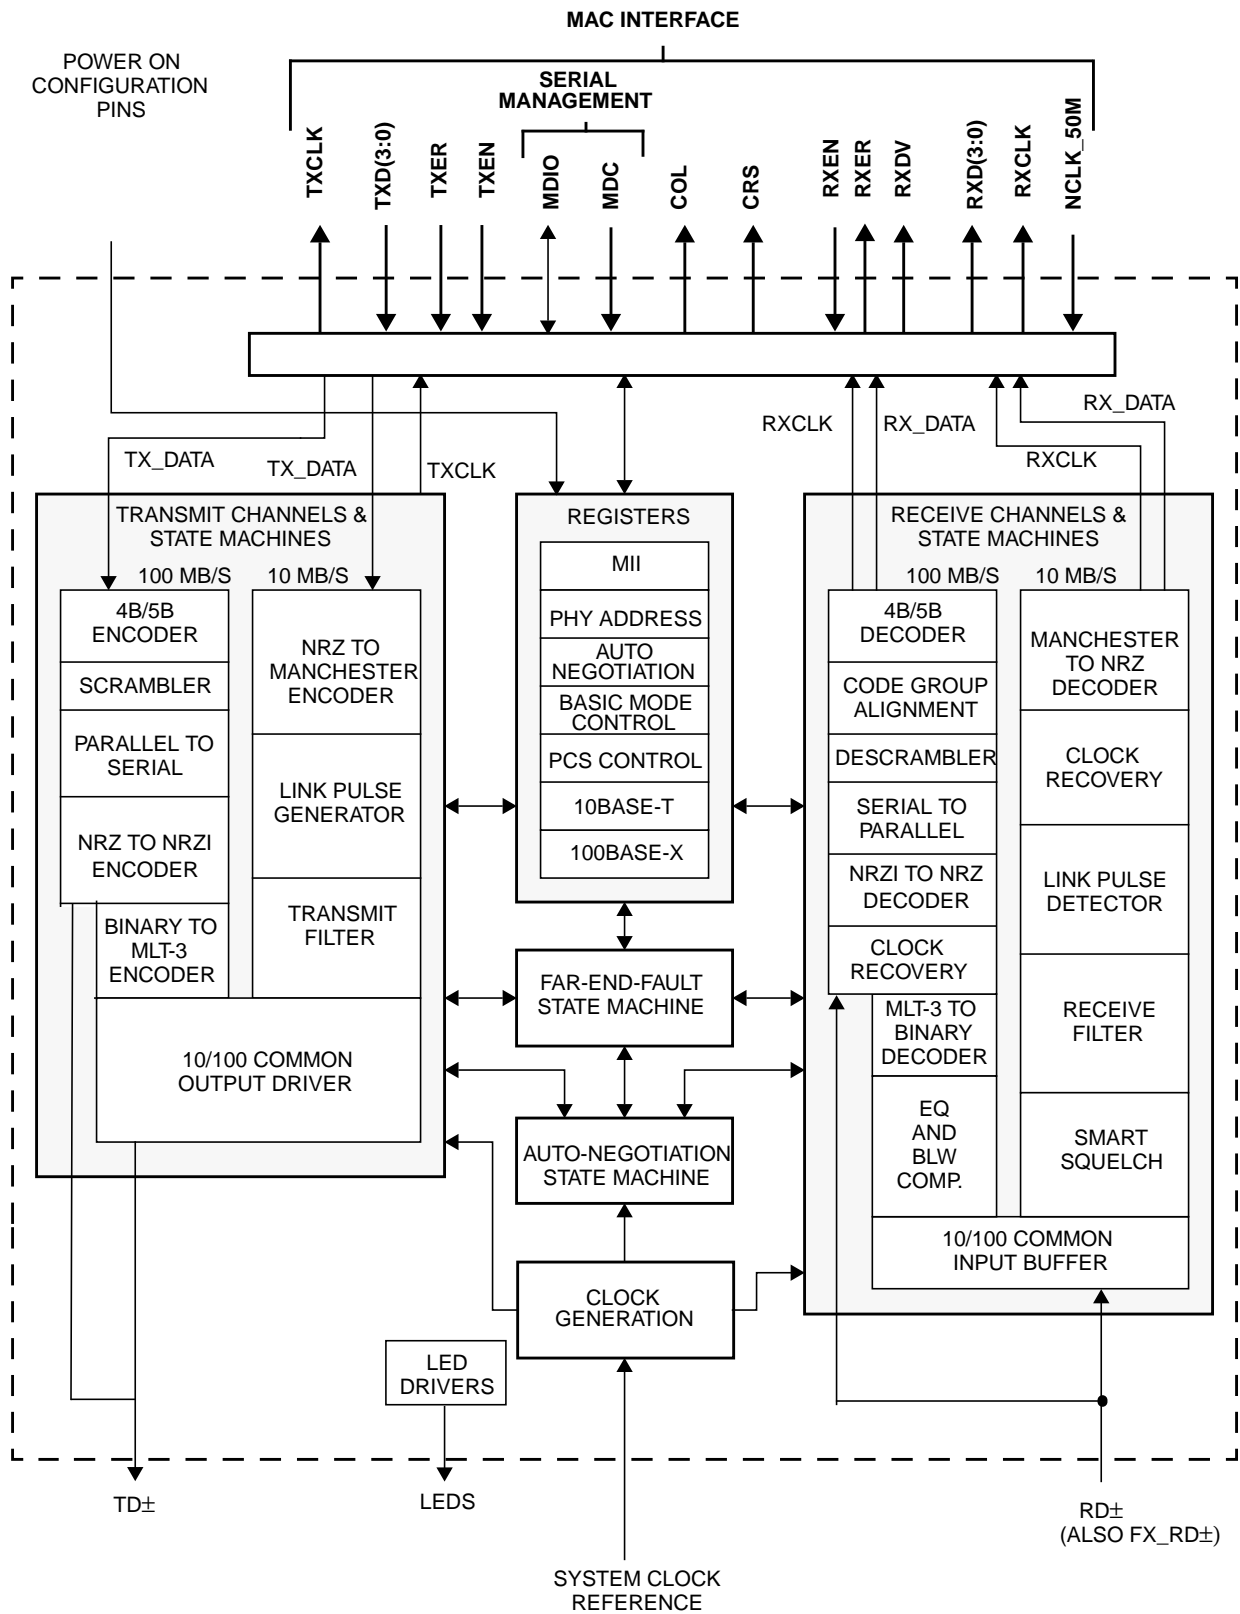 MAC INTERFACE
POWER ON
CONFIGURATION
PINS
SERIAL
MANAGEMENT
TXCLK
TXD(3:0)
TXER
TXEN
MDIO
MDC
COL
CRS
RXEN
RXER
RXDV
RXD(3:0)
RXCLK
NCLK_50M
TX_DATA
TX_DATA
TXCLK
RXCLK
RX_DATA
RXCLK
RX_DATA
TRANSMIT CHANNELS &
STATE MACHINES
100 MB/S
10 MB/S
4B/5B
ENCODER
SCRAMBLER
PARALLEL TO
SERIAL
NRZ TO NRZI
ENCODER
BINARY TO
MLT-3
ENCODER
NRZ TO
MANCHESTER
ENCODER
LINK PULSE
GENERATOR
TRANSMIT
FILTER
10/100 COMMON
OUTPUT DRIVER
REGISTERS
MII
PHY ADDRESS
AUTO
NEGOTIATION
BASIC MODE
CONTROL
PCS CONTROL
10BASE-T
100BASE-X
FAR-END-FAULT
STATE MACHINE
AUTO-NEGOTIATION
STATE MACHINE
CLOCK
GENERATION
RECEIVE CHANNELS &
STATE MACHINES
100 MB/S
10 MB/S
4B/5B
DECODER
CODE GROUP
ALIGNMENT
DESCRAMBLER
SERIAL TO
PARALLEL
NRZI TO NRZ
DECODER
CLOCK
RECOVERY
MLT-3 TO
BINARY
DECODER
EQ
AND
BLW
COMP.
MANCHESTER
TO NRZ
DECODER
CLOCK
RECOVERY
LINK PULSE
DETECTOR
RECEIVE
FILTER
SMART
SQUELCH
10/100 COMMON
INPUT BUFFER
LED
DRIVERS
TD±
LEDS
RD±
(ALSO FX_RD±)
SYSTEM CLOCK
REFERENCE